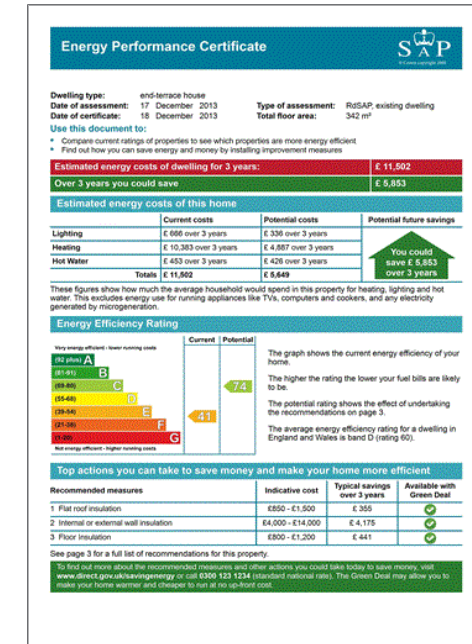 Energy Performance Certificate
SAP
© Crown copyright 2009
Dwelling type: end-terrace house
Date of assessment: 17 December 2013 Type of assessment: RdSAP, existing dwelling
Date of certificate: 18 December 2013 Total floor area: 342 m²
Use this document to:
• Compare current ratings of properties to see which properties are more energy efficient
• Find out how you can save energy and money by installing improvement measures
Estimated energy costs of dwelling for 3 years: £ 11,502
Over 3 years you could save £ 5,853
Estimated energy costs of this home
Current costs Potential costs Potential future savings
Lighting £ 666 over 3 years £ 336 over 3 years
Heating £ 10,383 over 3 years £ 4,887 over 3 years
Hot Water £ 453 over 3 years £ 426 over 3 years
Totals £ 11,502 £ 5,649
You could
save £ 5,853
over 3 years
These figures show how much the average household would spend in this property for heating, lighting and hot
water. This excludes energy use for running appliances like TVs, computers and cookers, and any electricity
generated by microgeneration.
Energy Efficiency Rating
Current Potential
Very energy efficient - lower running costs
(92 plus) A
(81-91) B
(69-80) C
(55-68) D
(39-54) E
(21-38) F
(1-20) G
Not energy efficient - higher running costs
41
74
The graph shows the current energy efficiency of your
home.
The higher the rating the lower your fuel bills are likely
to be.
The potential rating shows the effect of undertaking
the recommendations on page 3.
The average energy efficiency rating for a dwelling in
England and Wales is band D (rating 60).
Top actions you can take to save money and make your home more efficient
Recommended measures Indicative cost Typical savings over 3 years Available with Green Deal
1 Flat roof insulation £850 - £1,500 £ 355
2 Internal or external wall insulation £4,000 - £14,000 £ 4,175
3 Floor Insulation £800 - £1,200 £ 441
See page 3 for a full list of recommendations for this property.
To find out more about the recommended measures and other actions you could take today to save money, visit
www.direct.gov.uk/savingenergy or call 0300 123 1234 (standard national rate). The Green Deal may allow you to
make your home warmer and cheaper to run at no up-front cost.